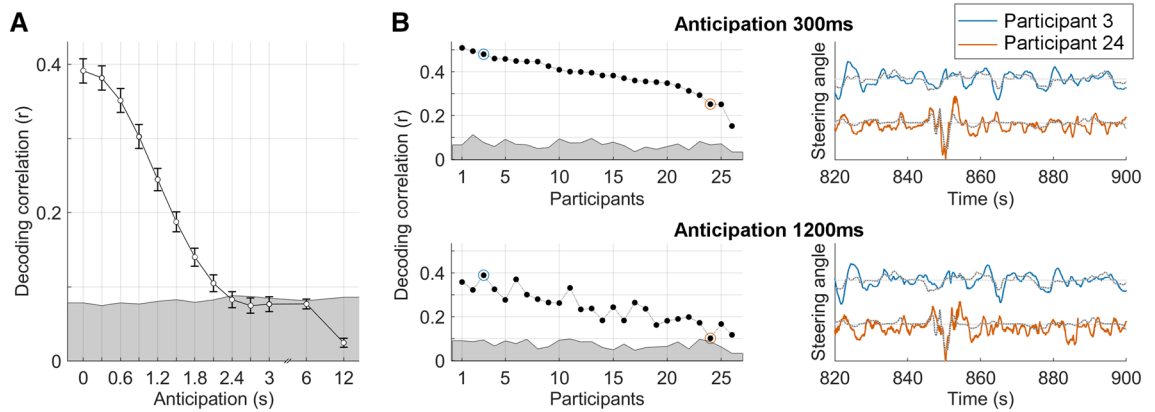 A
Decoding correlation (r)
0.4
0.2
0
0 0.6 1.2 1.8 2.4 3 6 12
Anticipation (s)
B
Anticipation 300ms
Participant 3
Participant 24
Decoding correlation (r)
0.4
0.2
0
1 5 10 15 20 25
Participants
Steering angle
820 840 860 880 900
Time (s)
Anticipation 1200ms
0.4
0.2
0
1 5 10 15 20 25
Participants
Steering angle
820 840 860 880 900
Time (s)